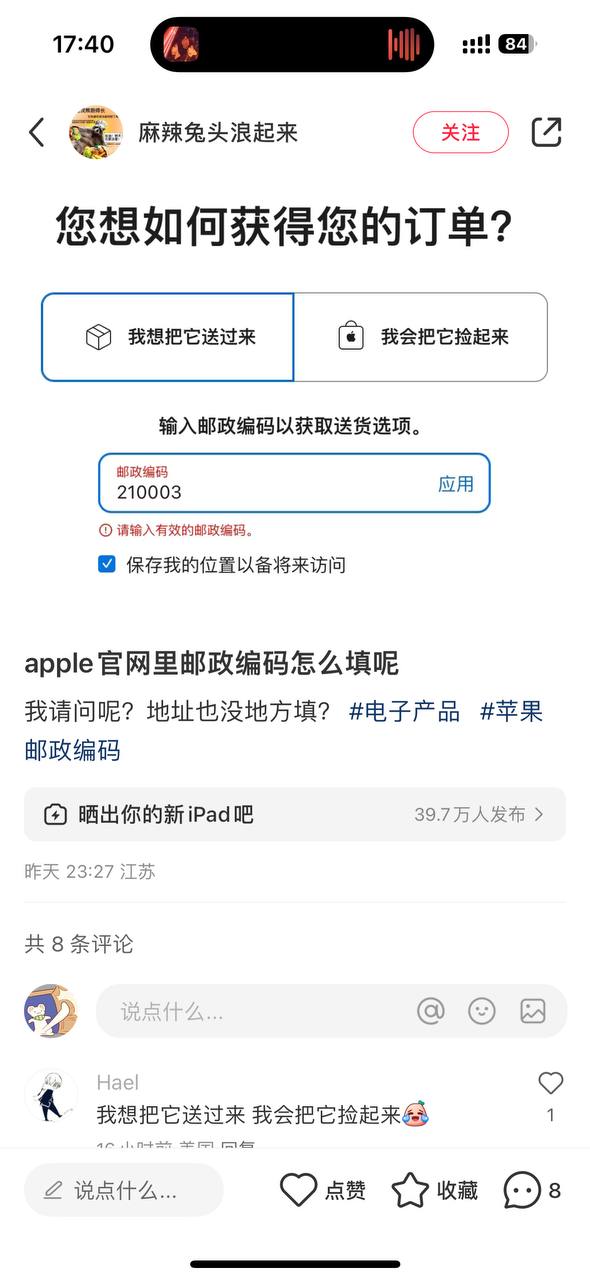 17:40
84
麻辣兔头浪起来
关注
您想如何获得您的订单?
我想把它送过来
我会把它捡起来
输入邮政编码以获取送货选项。
邮政编码
210003
应用
请输入有效的邮政编码。
保存我的位置以备将来访问
apple官网里邮政编码怎么填呢
我请问呢？地址也没地方填？ #电子产品 #苹果
邮政编码
晒出你的新iPad吧
39.7万人发布
昨天 23:27 江苏
共 8 条评论
说点什么...
Hael
我想把它送过来 我会把它捡起来
1
16小时前 美国 回复
说点什么...
点赞
收藏
8